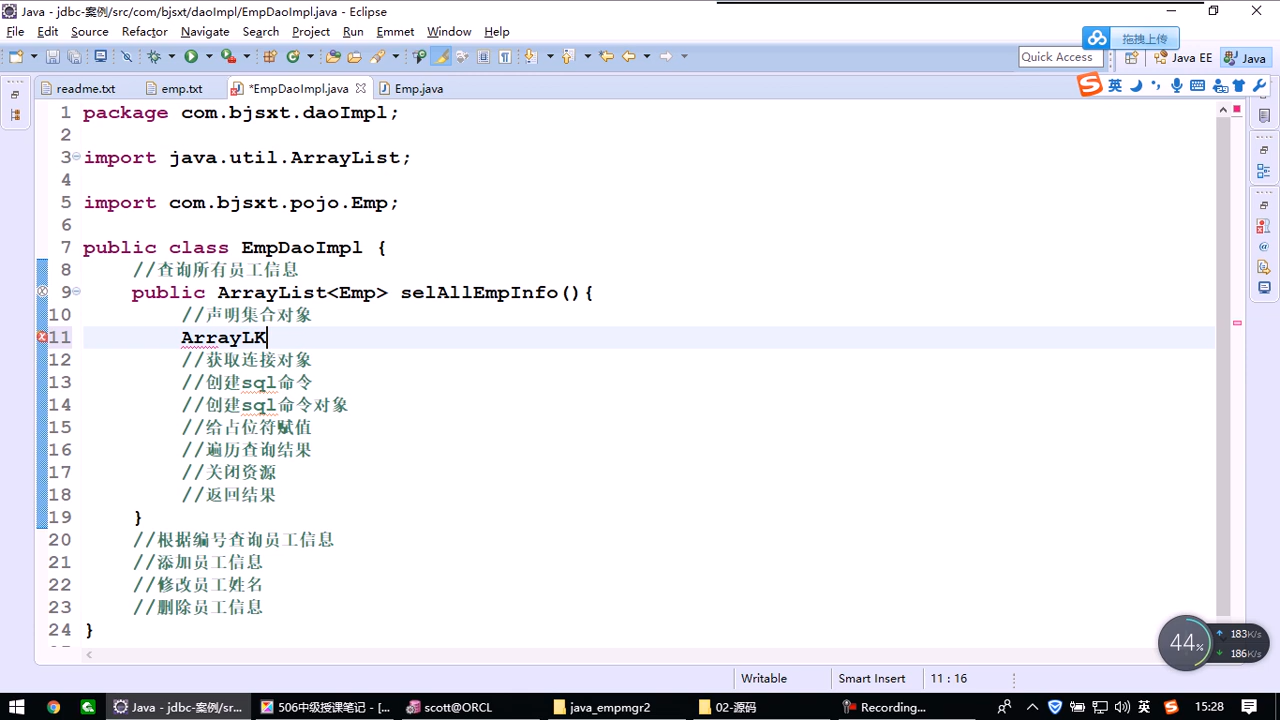 Java - jdbc-案例/src/com/bjsxt/daoImpl/EmpDaoImpl.java - Eclipse
File Edit Source Refactor Navigate Search Project Run Emmet Window Help
拖拽上传
Quick Access
Java EE
Java
英
readme.txt
emp.txt
*EmpDaoImpl.java
Emp.java
1 package com.bjsxt.daoImpl;
2
3 import java.util.ArrayList;
4
5 import com.bjsxt.pojo.Emp;
6
7 public class EmpDaoImpl {
8 //查询所有员工信息
9 public ArrayList<Emp> selAllEmpInfo(){
10 //声明集合对象
11 ArrayLK
12 //获取连接对象
13 //创建sql命令
14 //创建sql命令对象
15 //给占位符赋值
16 //遍历查询结果
17 //关闭资源
18 //返回结果
19 }
20 //根据编号查询员工信息
21 //添加员工信息
22 //修改员工姓名
23 //删除员工信息
24 }
44%
183K/s
186K/s
Writable
Smart Insert
11 : 16
Java - jdbc-案例/sr...
506中级授课笔记 - [...
scott@ORCL
java_empmgr2
02-源码
Recording...
英
15:28